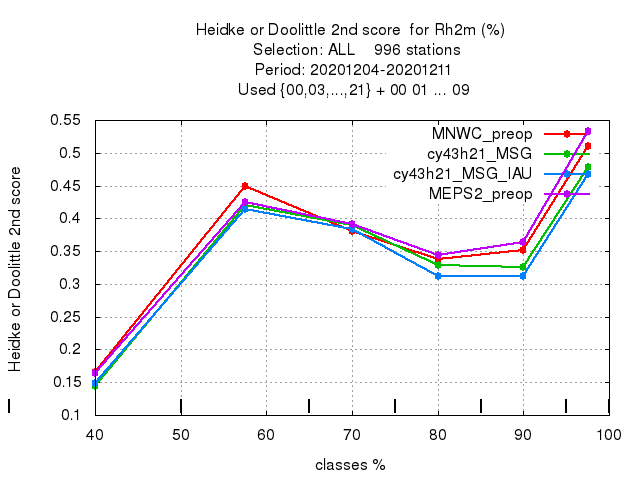 Heidke or Doolittle 2nd score  for Rh2m (%)
Selection: ALL    996 stations
Period: 20201204-20201211
Used {00,03,...,21} + 00 01 ... 09
0.55
0.5
0.45
0.4
0.35
0.3
0.25
0.2
0.15
0.1
Heidke or Doolittle 2nd score
MNWC_preop
cy43h21_MSG
cy43h21_MSG_IAU
MEPS2_preop
40 50 60 70 80 90 100
classes %